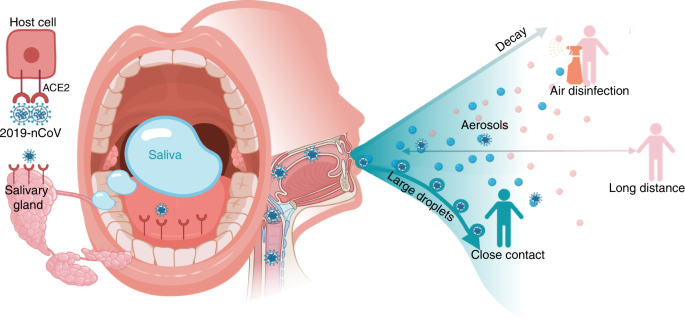 Host cell
ACE2
2019-nCoV
Salivary
gland
Saliva
Decay
Air disinfection
Aerosols
Long distance
Large droplets
Close contact